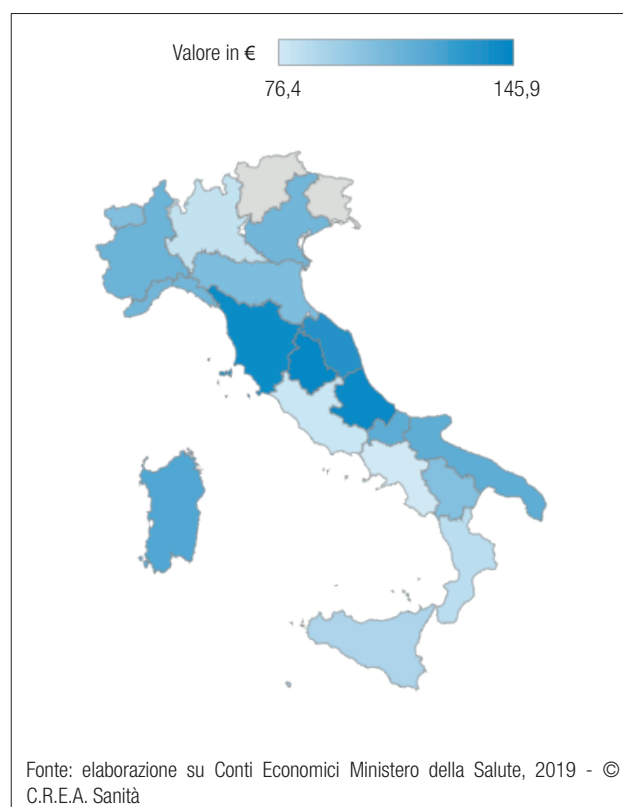 Valore in €
76,4 145,9
Fonte: elaborazione su Conti Economici Ministero della Salute, 2019 - ©
C.R.E.A. Sanità